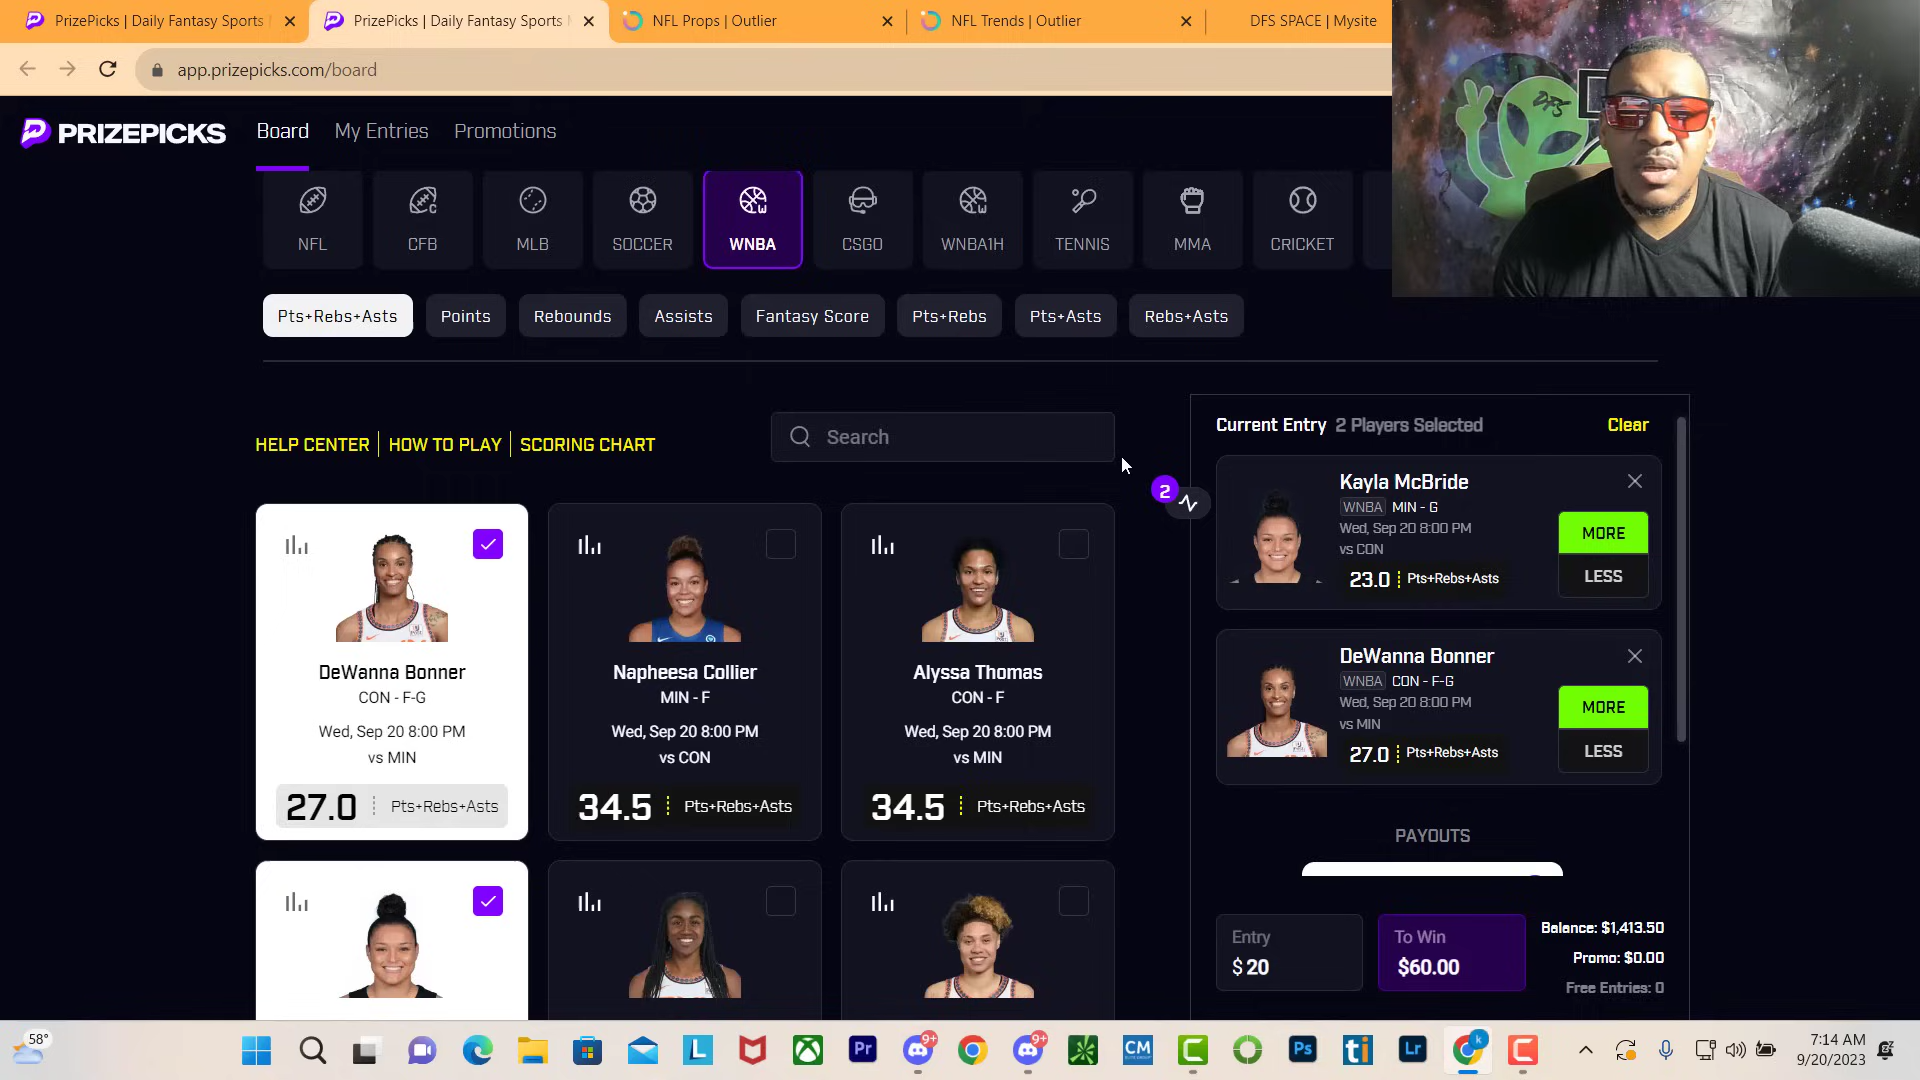 PrizePicks | Daily Fantasy Sports
PrizePicks | Daily Fantasy Sports
NFL Props | Outlier
NFL Trends | Outlier
DFS SPACE | Mysite
app.prizepicks.com/board
DFS
PRIZEPICKS
Board
My Entries
Promotions
NFL
CFB
MLB
SOCCER
WNBA
CSGO
WNBA1H
TENNIS
MMA
CRICKET
Pts+Rebs+Asts
Points
Rebounds
Assists
Fantasy Score
Pts+Rebs
Pts+Asts
Rebs+Asts
HELP CENTER
HOW TO PLAY
SCORING CHART
Search
DeWanna Bonner
CON - F-G
Wed, Sep 20 8:00 PM
vs MIN
27.0 Pts+Rebs+Asts
Napheesa Collier
MIN - F
Wed, Sep 20 8:00 PM
vs CON
34.5 Pts+Rebs+Asts
Alyssa Thomas
CON - F
Wed, Sep 20 8:00 PM
vs MIN
34.5 Pts+Rebs+Asts
2
Current Entry 2 Players Selected
Clear
Kayla McBride
WNBA MIN - G
Wed, Sep 20 8:00 PM
vs CON
23.0 Pts+Rebs+Asts
MORE
LESS
DeWanna Bonner
WNBA CON - F-G
Wed, Sep 20 8:00 PM
vs MIN
27.0 Pts+Rebs+Asts
MORE
LESS
PAYOUTS
Entry
$ 20
To Win
$60.00
Balance: $1,413.50
Promo: $0.00
Free Entries: 0
58°
L
Pr
9+
9+
CM
C
Ps
ti
Lr
k
C
7:14 AM
9/20/2023